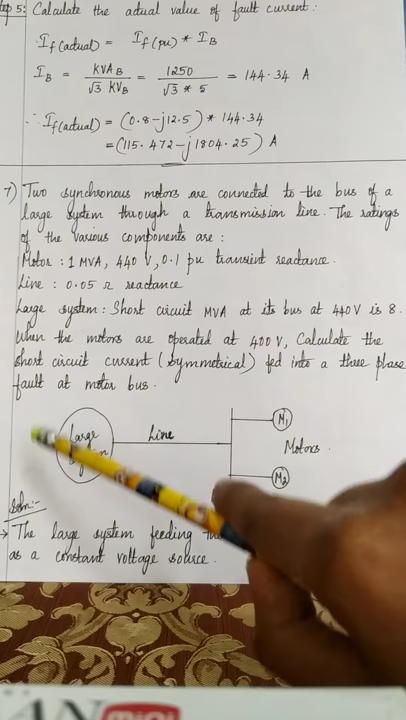 5: Calculate the actual value of fault current:
If(actual) = If(pu) * IB
IB = KVAB / √3 KVB = 1250 / √3 * 5 = 144.34 A
∴ If(actual) = (0.8-j12.5) * 144.34
= (115.472 - j 1804.25) A
7) Two synchronous motors are connected to the bus of a
large system through a transmission line. The ratings
of the various components are:
Motor: 1 MVA, 440 V, 0.1 pu transient reactance.
Line: 0.05 Ω reactance
Large system: Short circuit MVA at its bus at 440V is 8.
When the motors are operated at 400 V, Calculate the
short circuit current (symmetrical) fed into a three phase
fault at motor bus.
Large
Line
M1
Motors.
M2
Soln:-
→ The large system feeding
as a constant voltage source.